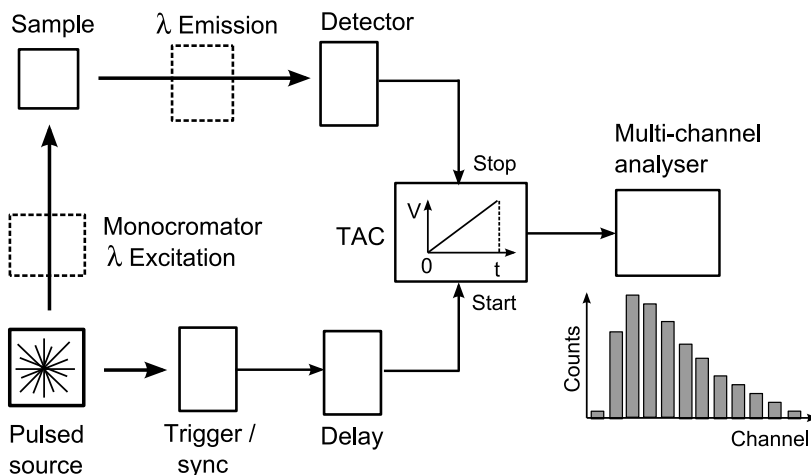 Sample
λ Emission
Detector
Multi-channel
analyser
Stop
Monocromator
λ Excitation
TAC
V
0
t
Start
Counts
Channel
Pulsed
source
Trigger /
sync
Delay